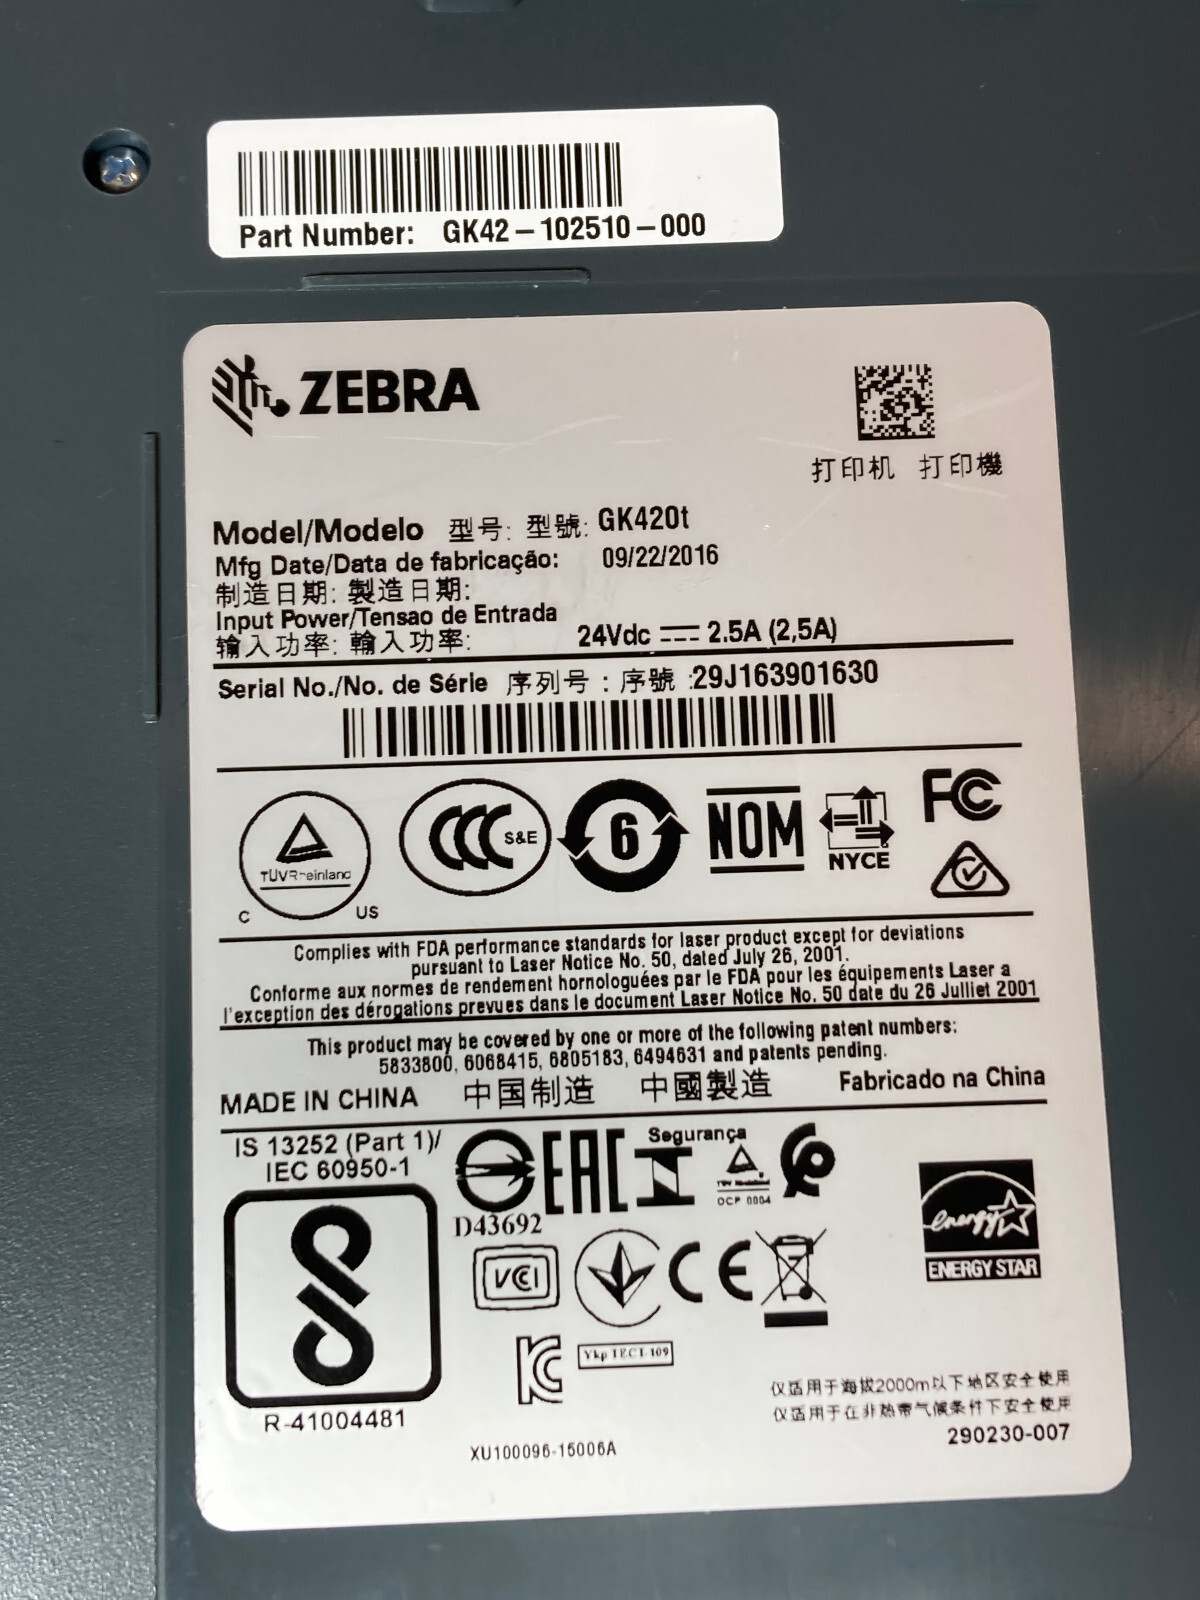 Part Number: GK42-102510-000
ZEBRA
打印机 打印機
Model/Modelo 型号: 型號: GK420t
Mfg Date/Data de fabricação: 09/22/2016
制造日期: 製造日期:
Input Power/Tensao de Entrada
输入功率: 輸入功率: 24Vdc 2.5A (2,5A)
Serial No./No. de Série 序列号 : 序號 :29J163901630
TÜVRheinland
C US
CCC S&E
6
NOM
NYCE
FC
Complies with FDA performance standards for laser product except for deviations
pursuant to Laser Notice No. 50, dated July 26, 2001.
Conforme aux normes de rendement homologuées par le FDA pour les équipements Laser a
l'exception des dérogations prevues dans le document Laser Notice No. 50 date du 26 Julliet 2001
This product may be covered by one or more of the following patent numbers:
5833800, 6068415, 6805183, 6494631 and patents pending.
MADE IN CHINA 中国制造 中國製造 Fabricado na China
IS 13252 (Part 1)/
IEC 60950-1
R-41004481
D43692
EAC
Segurança
OCP 0004
VCCI
CE
energy
ENERGY STAR
KC
Ykp TECT-109
XU100096-15006A
仅适用于海拔2000m以下地区安全使用
仅适用于在非热带气候条件下安全使用
290230-007